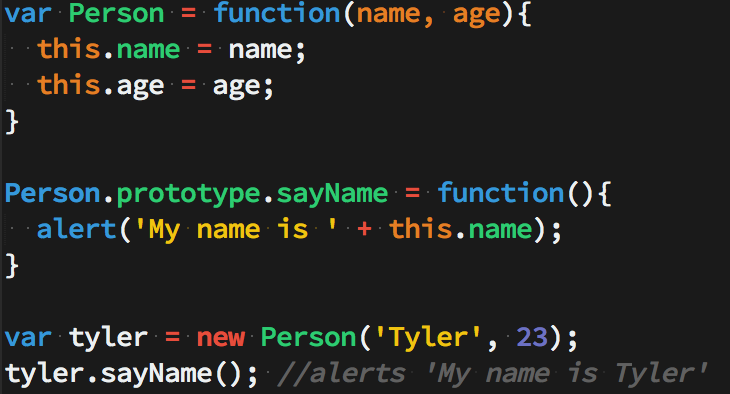 var Person = function(name, age){
  this.name = name;
  this.age = age;
}

Person.prototype.sayName = function(){
  alert('My name is ' + this.name);
}

var tyler = new Person('Tyler', 23);
tyler.sayName(); //alerts 'My name is Tyler'